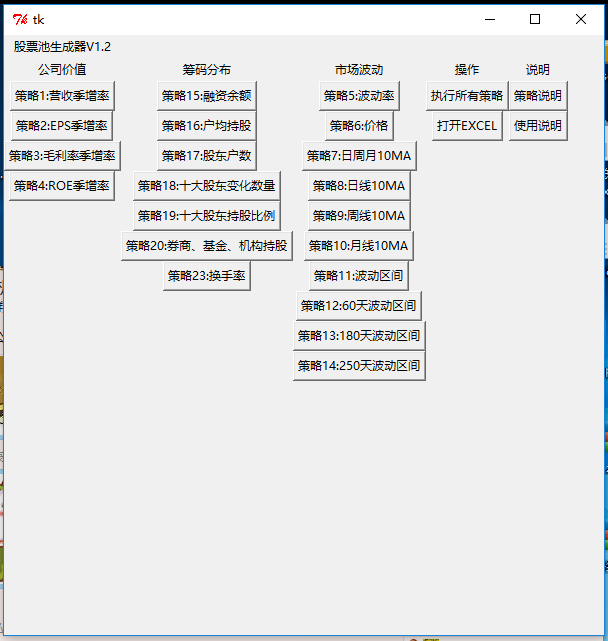 tk
股票池生成器V1.2
公司价值 筹码分布 市场波动 操作 说明
策略1:营收季增率 策略15:融资余额 策略5:波动率 执行所有策略 策略说明
策略2:EPS季增率 策略16:户均持股 策略6:价格 打开EXCEL 使用说明
策略3:毛利率季增率 策略17:股东户数 策略7:日周月10MA
策略4:ROE季增率 策略18:十大股东变化数量 策略8:日线10MA
策略19:十大股东持股比例 策略9:周线10MA
策略20:券商、基金、机构持股 策略10:月线10MA
策略23:换手率 策略11:波动区间
策略12:60天波动区间
策略13:180天波动区间
策略14:250天波动区间